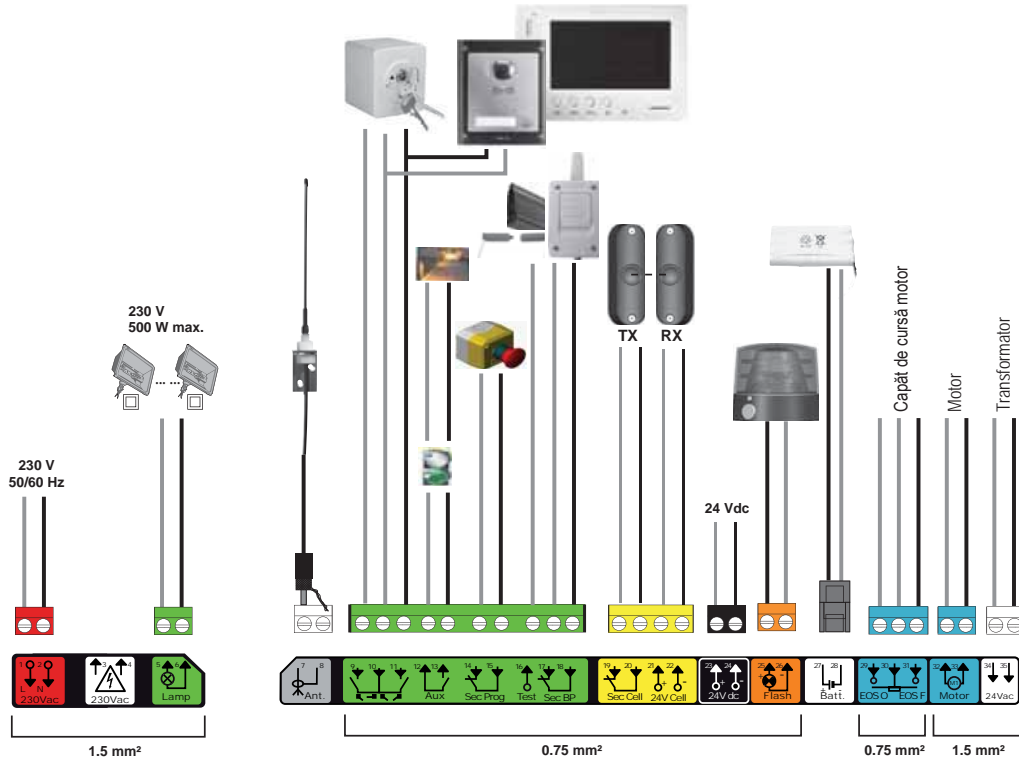 230 V
500 W max.
TX RX
Capăt de cursă motor
Motor
Transformator
230 V
50/60 Hz
24 Vdc
1 2 3 4 5 6 7 8 9 10 11 12 13 14 15 16 17 18 19 20 21 22 23 24 25 26 27 28 29 30 31 32 33 34 35
L N
M1
230Vac 230Vac Lamp Ant. Aux Sec Prog Test Sec BP Sec Cell 24V Cell 24V dc Flash Batt. EOS O EOS F Motor 24Vac
1.5 mm² 0.75 mm² 0.75 mm² 1.5 mm²